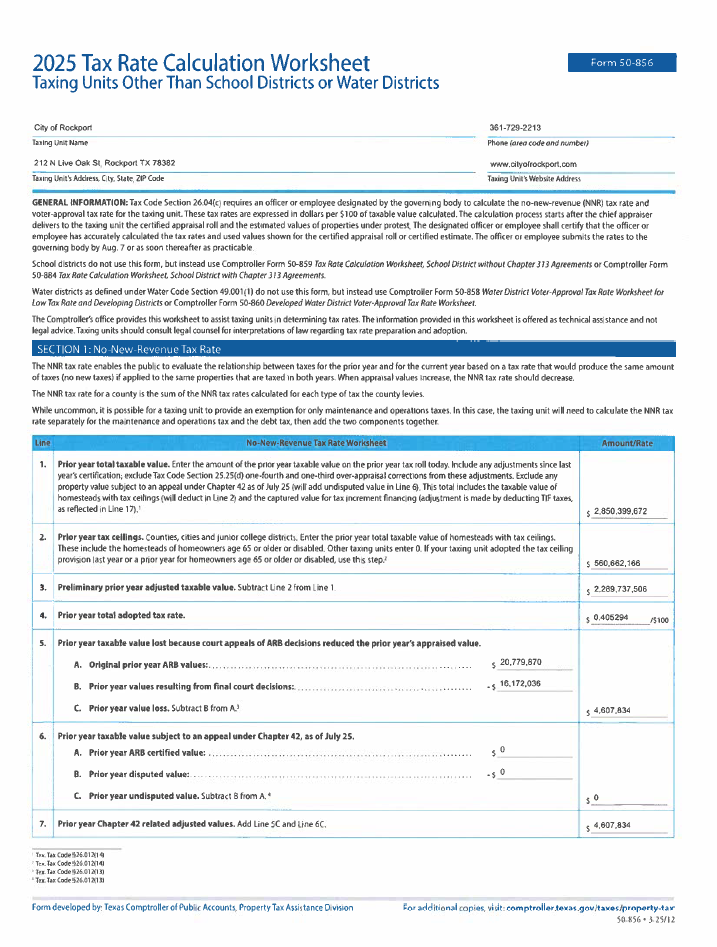 2025 Tax Rate Calculation Worksheet
Form 50-856
Taxing Units Other Than School Districts or Water Districts
City of Rockport
361-729-2213
Taxing Unit Name
Phone (area code and number)
212 N Live Oak St, Rockport TX 78382
www.cityofrockport.com
Taxing Unit's Address, City, State, ZIP Code
Taxing Unit's Website Address
GENERAL INFORMATION: Tax Code Section 26.04(c) requires an officer or employee designated by the governing body to calculate the no-new-revenue (NNR) tax rate and
voter-approval tax rate for the taxing unit. These tax rates are expressed in dollars per $100 of taxable value calculated. The calculation process starts after the chief appraiser
delivers to the taxing unit the certified appraisal roll and the estimated values of properties under protest. The designated officer or employee shall certify that the officer or
employee has accurately calculated the tax rates and used values shown for the certified appraisal roll or certified estimate. The officer or employee submits the rates to the
governing body by Aug. 7 or as soon thereafter as practicable.
School districts do not use this form, but instead use Comptroller Form 50-859 Tax Rate Calculation Worksheet, School District without Chapter 313 Agreements or Comptroller Form
50-884 Tax Rate Calculation Worksheet, School District with Chapter 313 Agreements.
Water districts as defined under Water Code Section 49.001(1) do not use this form, but instead use Comptroller Form 50-858 Water District Voter-Approval Tax Rate Worksheet for
Low Tax Rate and Developing Districts or Comptroller Form 50-860 Developed Water District Voter-Approval Tax Rate Worksheet.
The Comptroller's office provides this worksheet to assist taxing units in determining tax rates. The information provided in this worksheet is offered as technical assistance and not
legal advice. Taxing units should consult legal counsel for interpretations of law regarding tax rate preparation and adoption.
SECTION 1: No-New-Revenue Tax Rate
The NNR tax rate enables the public to evaluate the relationship between taxes for the prior year and for the current year based on a tax rate that would produce the same amount
of taxes (no new taxes) if applied to the same properties that are taxed in both years. When appraisal values increase, the NNR tax rate should decrease.
The NNR tax rate for a county is the sum of the NNR tax rates calculated for each type of tax the county levies.
While uncommon, it is possible for a taxing unit to provide an exemption for only maintenance and operations taxes. In this case, the taxing unit will need to calculate the NNR tax
rate separately for the maintenance and operations tax and the debt tax, then add the two components together.
Line No-New-Revenue Tax Rate Worksheet Amount/Rate
1. Prior year total taxable value. Enter the amount of the prior year taxable value on the prior year tax roll today. Include any adjustments since last
year's certification; exclude Tax Code Section 25.25(d) one-fourth and one-third over-appraisal corrections from these adjustments. Exclude any
property value subject to an appeal under Chapter 42 as of July 25 (will add undisputed value in Line 6). This total includes the taxable value of
homesteads with tax ceilings (will deduct in Line 2) and the captured value for tax increment financing (adjustment is made by deducting TIF taxes,
as reflected in Line 17).1
$ 2,850,399,672
2. Prior year tax ceilings. Counties, cities and junior college districts. Enter the prior year total taxable value of homesteads with tax ceilings.
These include the homesteads of homeowners age 65 or older or disabled. Other taxing units enter 0. If your taxing unit adopted the tax ceiling
provision last year or a prior year for homeowners age 65 or older or disabled, use this step.2
$ 560,662,166
3. Preliminary prior year adjusted taxable value. Subtract Line 2 from Line 1.
$ 2,289,737,506
4. Prior year total adopted tax rate.
$ 0.405294 /$100
5. Prior year taxable value lost because court appeals of ARB decisions reduced the prior year's appraised value.
A. Original prior year ARB values: $ 20,779,870
B. Prior year values resulting from final court decisions: - $ 16,172,036
C. Prior year value loss. Subtract B from A.3
$ 4,607,834
6. Prior year taxable value subject to an appeal under Chapter 42, as of July 25.
A. Prior year ARB certified value: $ 0
B. Prior year disputed value: - $ 0
C. Prior year undisputed value. Subtract B from A.4
$ 0
7. Prior year Chapter 42 related adjusted values. Add Line 5C and Line 6C.
$ 4,607,834
1 Tex. Tax Code §26.012(14)
2 Tex. Tax Code §26.012(14)
3 Tex. Tax Code §26.012(13)
4 Tex. Tax Code §26.012(13)
Form developed by: Texas Comptroller of Public Accounts, Property Tax Assistance Division
For additional copies, visit: comptroller.texas.gov/taxes/property-tax
50-856 • 3-25/12